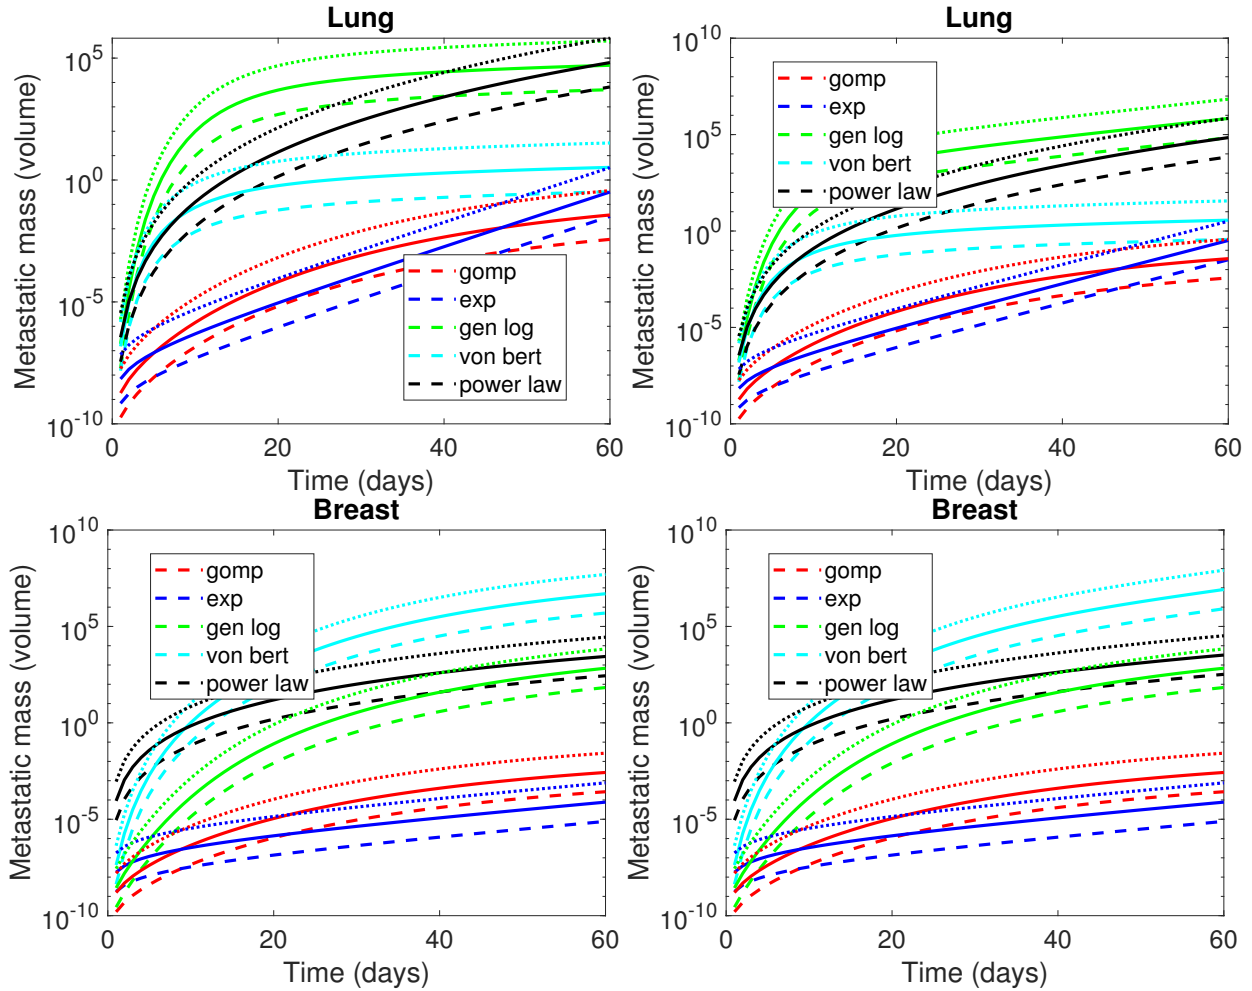 Lung
Metastatic mass (volume)
10^5
10^0
10^-5
10^-10
gomp
exp
gen log
von bert
power law
0 20 40 60
Time (days)
Lung
Metastatic mass (volume)
10^10
10^5
10^0
10^-5
10^-10
gomp
exp
gen log
von bert
power law
0 20 40 60
Time (days)
Breast
Metastatic mass (volume)
10^10
10^5
10^0
10^-5
10^-10
gomp
exp
gen log
von bert
power law
0 20 40 60
Time (days)
Breast
Metastatic mass (volume)
10^10
10^5
10^0
10^-5
10^-10
gomp
exp
gen log
von bert
power law
0 20 40 60
Time (days)